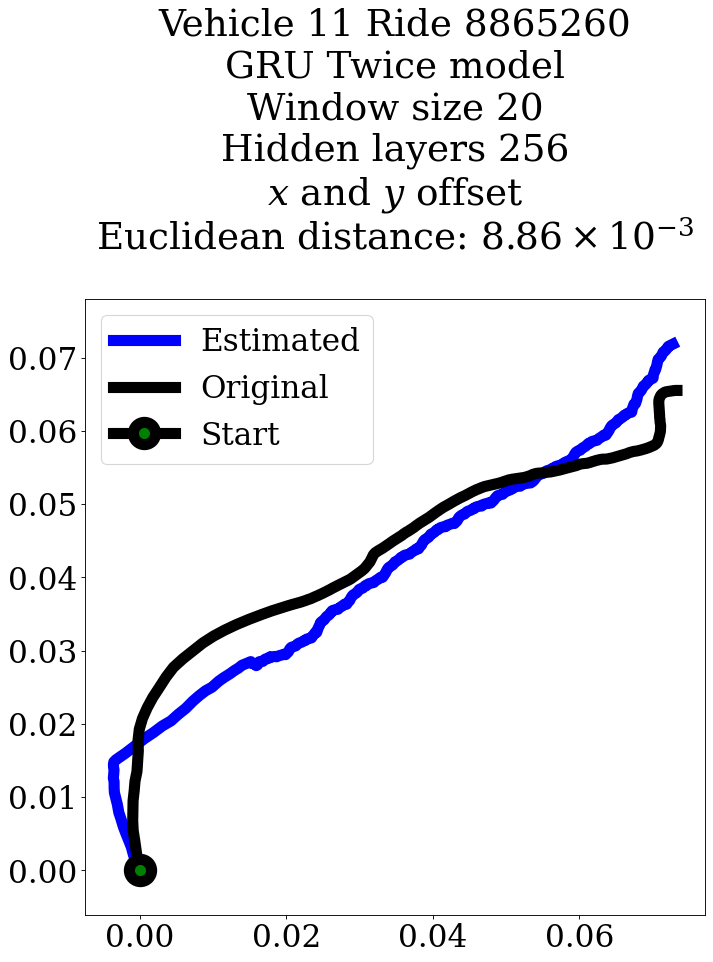 Vehicle 11 Ride 8865260
GRU Twice model
Window size 20
Hidden layers 256
x and y offset
Euclidean distance: 8.86 × 10⁻³
Estimated
Original
Start
0.07
0.06
0.05
0.04
0.03
0.02
0.01
0.00
0.00 0.02 0.04 0.06